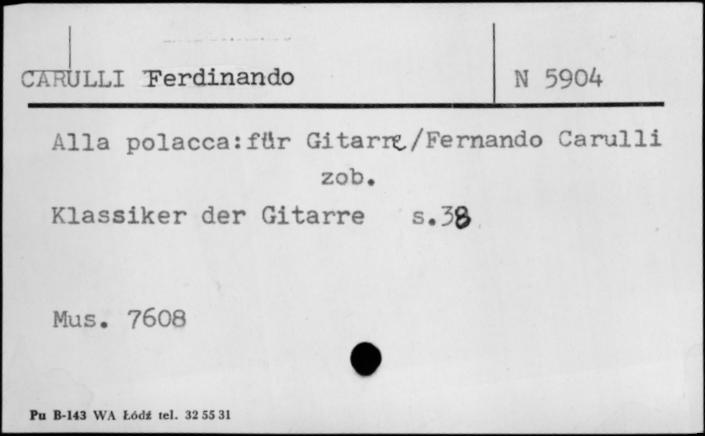 CARULLI Ferdinando N 5904
Alla polacca:für Gitarre/Fernando Carulli
zob.
Klassiker der Gitarre s.38
Mus. 7608
Pu B-143 WA Łódź tel. 32 55 31